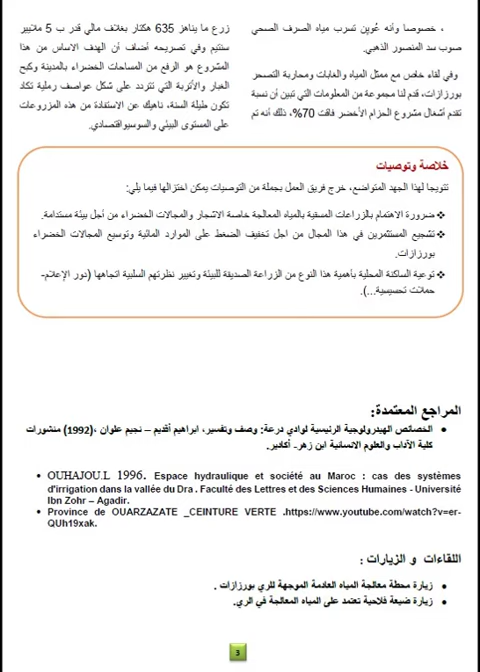 ، خصوصا وأنه عُوين تسرب مياه الصرف الصحي
صوب سد المنصور الذهبي.
وفي لقاء خاص مع ممثل المياه والغابات ومحاربة التصحر
بورزازات، قدم لنا مجموعة من المعلومات التي تبين أن نسبة
تقدم أشغال مشروع الحزام الأخضر فاقت 70%، ذلك أنه تم
زرع ما يناهز 635 هكتار بغلاف مالي قدر ب 5 ملايير
سنتيم وفي تصريحه أضاف أن الهدف الاساس من هذا
المشروع هو الرفع من المساحات الخضراء بالمدينة وكبح
الغبار والأتربة التي تتردد على شكل عواصف رملية تكاد
تكون طيلة السنة، ناهيك عن الاستفادة من هذه المزروعات
على المستوى البيئي والسوسيواقتصادي.
خلاصة وتوصيات
تتويجا لهذا الجهد المتواضع، خرج فريق العمل بجملة من التوصيات يمكن اختزالها فيما يلي:
❖ ضرورة الاهتمام بالزراعات المسقية بالمياه المعالجة خاصة الاشجار والمجالات الخضراء من أجل بيئة مستدامة.
❖ تشجيع المستثمرين في هذا المجال من اجل تخفيف الضغط على الموارد المائية وتوسيع المجالات الخضراء
بورزازات.
❖ توعية الساكنة المحلية بأهمية هذا النوع من الزراعة الصديقة للبيئة وتغيير نظرتهم السلبية اتجاهها (دور الإعلام-
حملات تحسيسية...).
المراجع المعتمدة:
• الخصائص الهيدرولوجية الرئيسية لوادي درعة: وصف وتفسير، ابراهيم أقديم – نجيم علوان ،(1992) منشورات
كلية الآداب والعلوم الانسانية ابن زهر- أكادير.
• OUHAJOU.L 1996. Espace hydraulique et société au Maroc : cas des systèmes
d'irrigation dans la vallée du Dra . Faculté des Lettres et des Sciences Humaines - Université
Ibn Zohr – Agadir.
• Province de OUARZAZATE _CEINTURE VERTE .https://www.youtube.com/watch?v=er-
QUh19xak.
اللقاءات و الزيارات:
• زيارة محطة معالجة المياه العادمة الموجهة للري بورزازات .
• زيارة ضيعة فلاحية تعتمد على المياه المعالجة في الري.
3